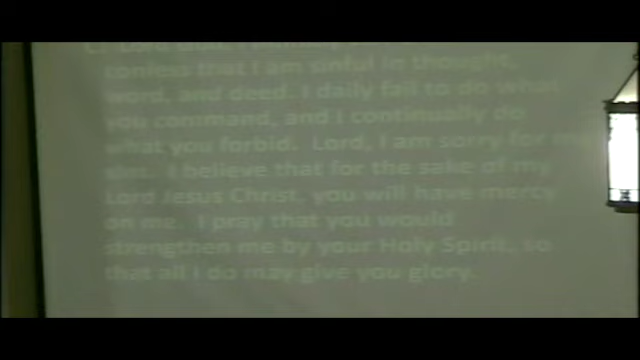 C: Lord God, I
confess that I am sinful in thought,
word, and deed. I daily fail to do what
you command, and I continually do
what you forbid. Lord, I am sorry for my
sins. I believe that for the sake of my
Lord Jesus Christ, you will have mercy
on me. I pray that you would
strengthen me by your Holy Spirit, so
that all I do may give you glory.